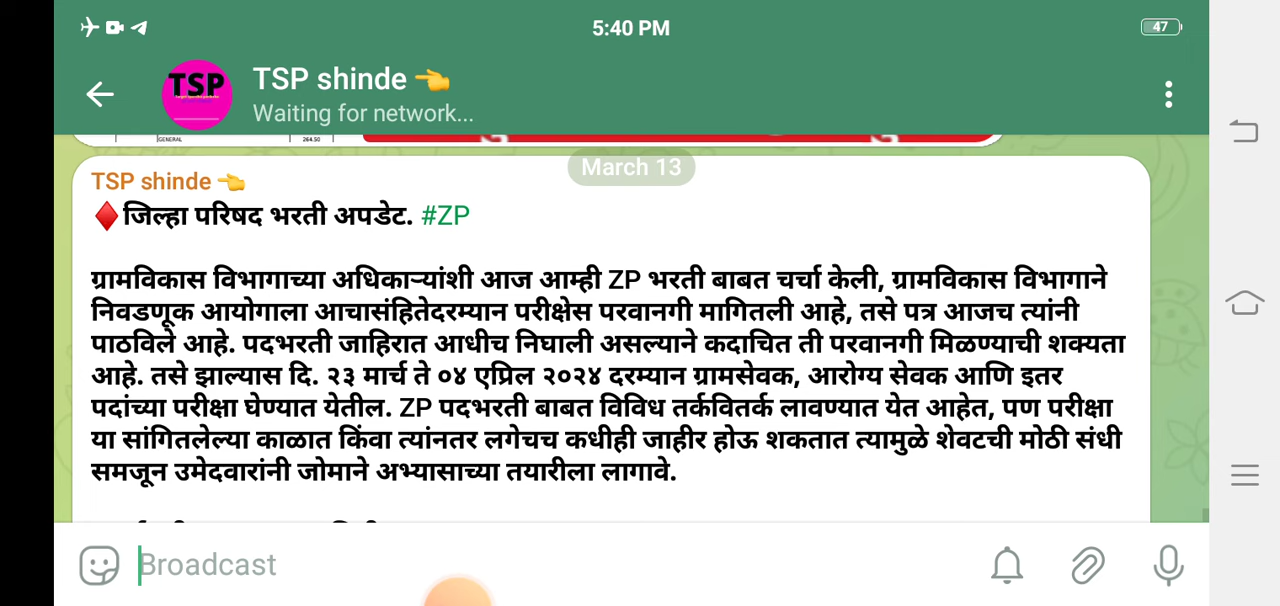 5:40 PM
47
TSP
TSP shinde 👈
Waiting for network...
GENERAL
264.50
March 13
TSP shinde 👈
♦️जिल्हा परिषद भरती अपडेट. #ZP
ग्रामविकास विभागाच्या अधिकाऱ्यांशी आज आम्ही ZP भरती बाबत चर्चा केली, ग्रामविकास विभागाने
निवडणूक आयोगाला आचासंहितेदरम्यान परीक्षेस परवानगी मागितली आहे, तसे पत्र आजच त्यांनी
पाठविले आहे. पदभरती जाहिरात आधीच निघाली असल्याने कदाचित ती परवानगी मिळण्याची शक्यता
आहे. तसे झाल्यास दि. २३ मार्च ते ०४ एप्रिल २०२४ दरम्यान ग्रामसेवक, आरोग्य सेवक आणि इतर
पदांच्या परीक्षा घेण्यात येतील. ZP पदभरती बाबत विविध तर्कवितर्क लावण्यात येत आहेत, पण परीक्षा
या सांगितलेल्या काळात किंवा त्यांनतर लगेचच कधीही जाहीर होऊ शकतात त्यामुळे शेवटची मोठी संधी
समजून उमेदवारांनी जोमाने अभ्यासाच्या तयारीला लागावे.
Broadcast